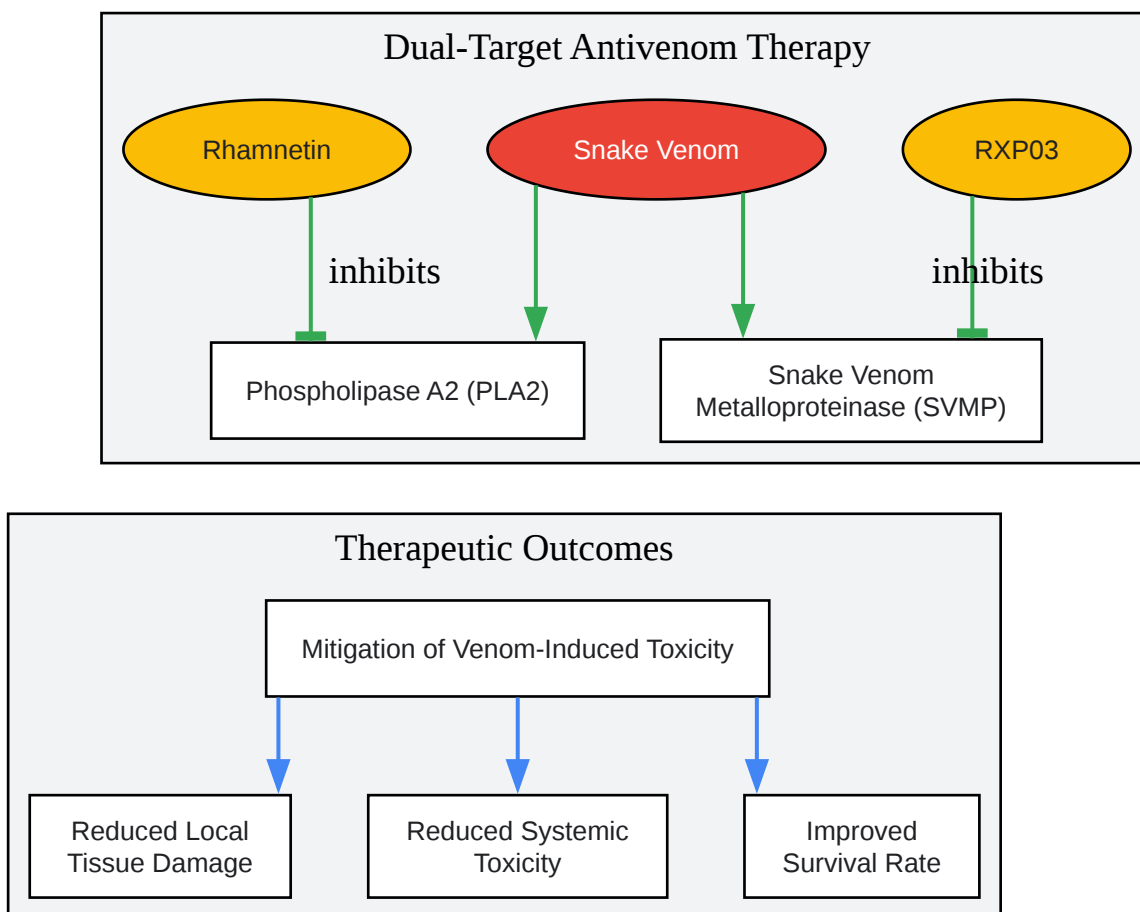 Dual-Target Antivenom Therapy
Rhamnetin
Snake Venom
RXP03
inhibits
inhibits
Phospholipase A2 (PLA2)
Snake Venom
Metalloproteinase (SVMP)
Therapeutic Outcomes
Mitigation of Venom-Induced Toxicity
Reduced Local
Tissue Damage
Reduced Systemic
Toxicity
Improved
Survival Rate